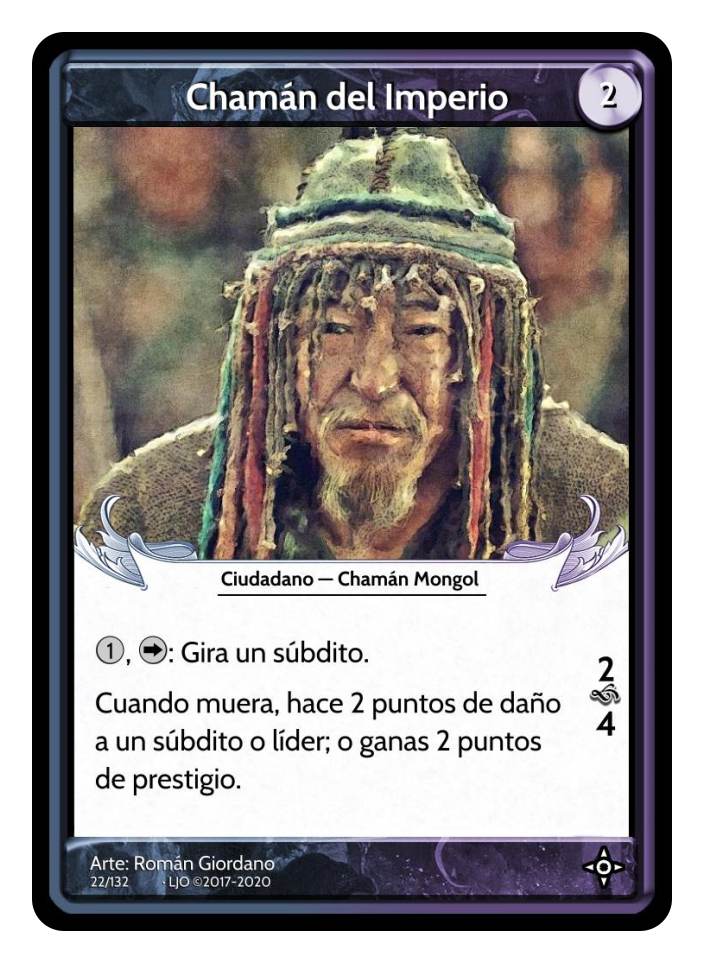 Chamán del Imperio
2
Ciudadano — Chamán Mongol
1, ➡: Gira un súbdito.
Cuando muera, hace 2 puntos de daño
a un súbdito o líder; o ganas 2 puntos
de prestigio.
2
4
Arte: Román Giordano
22/132 · LJO ©2017-2020